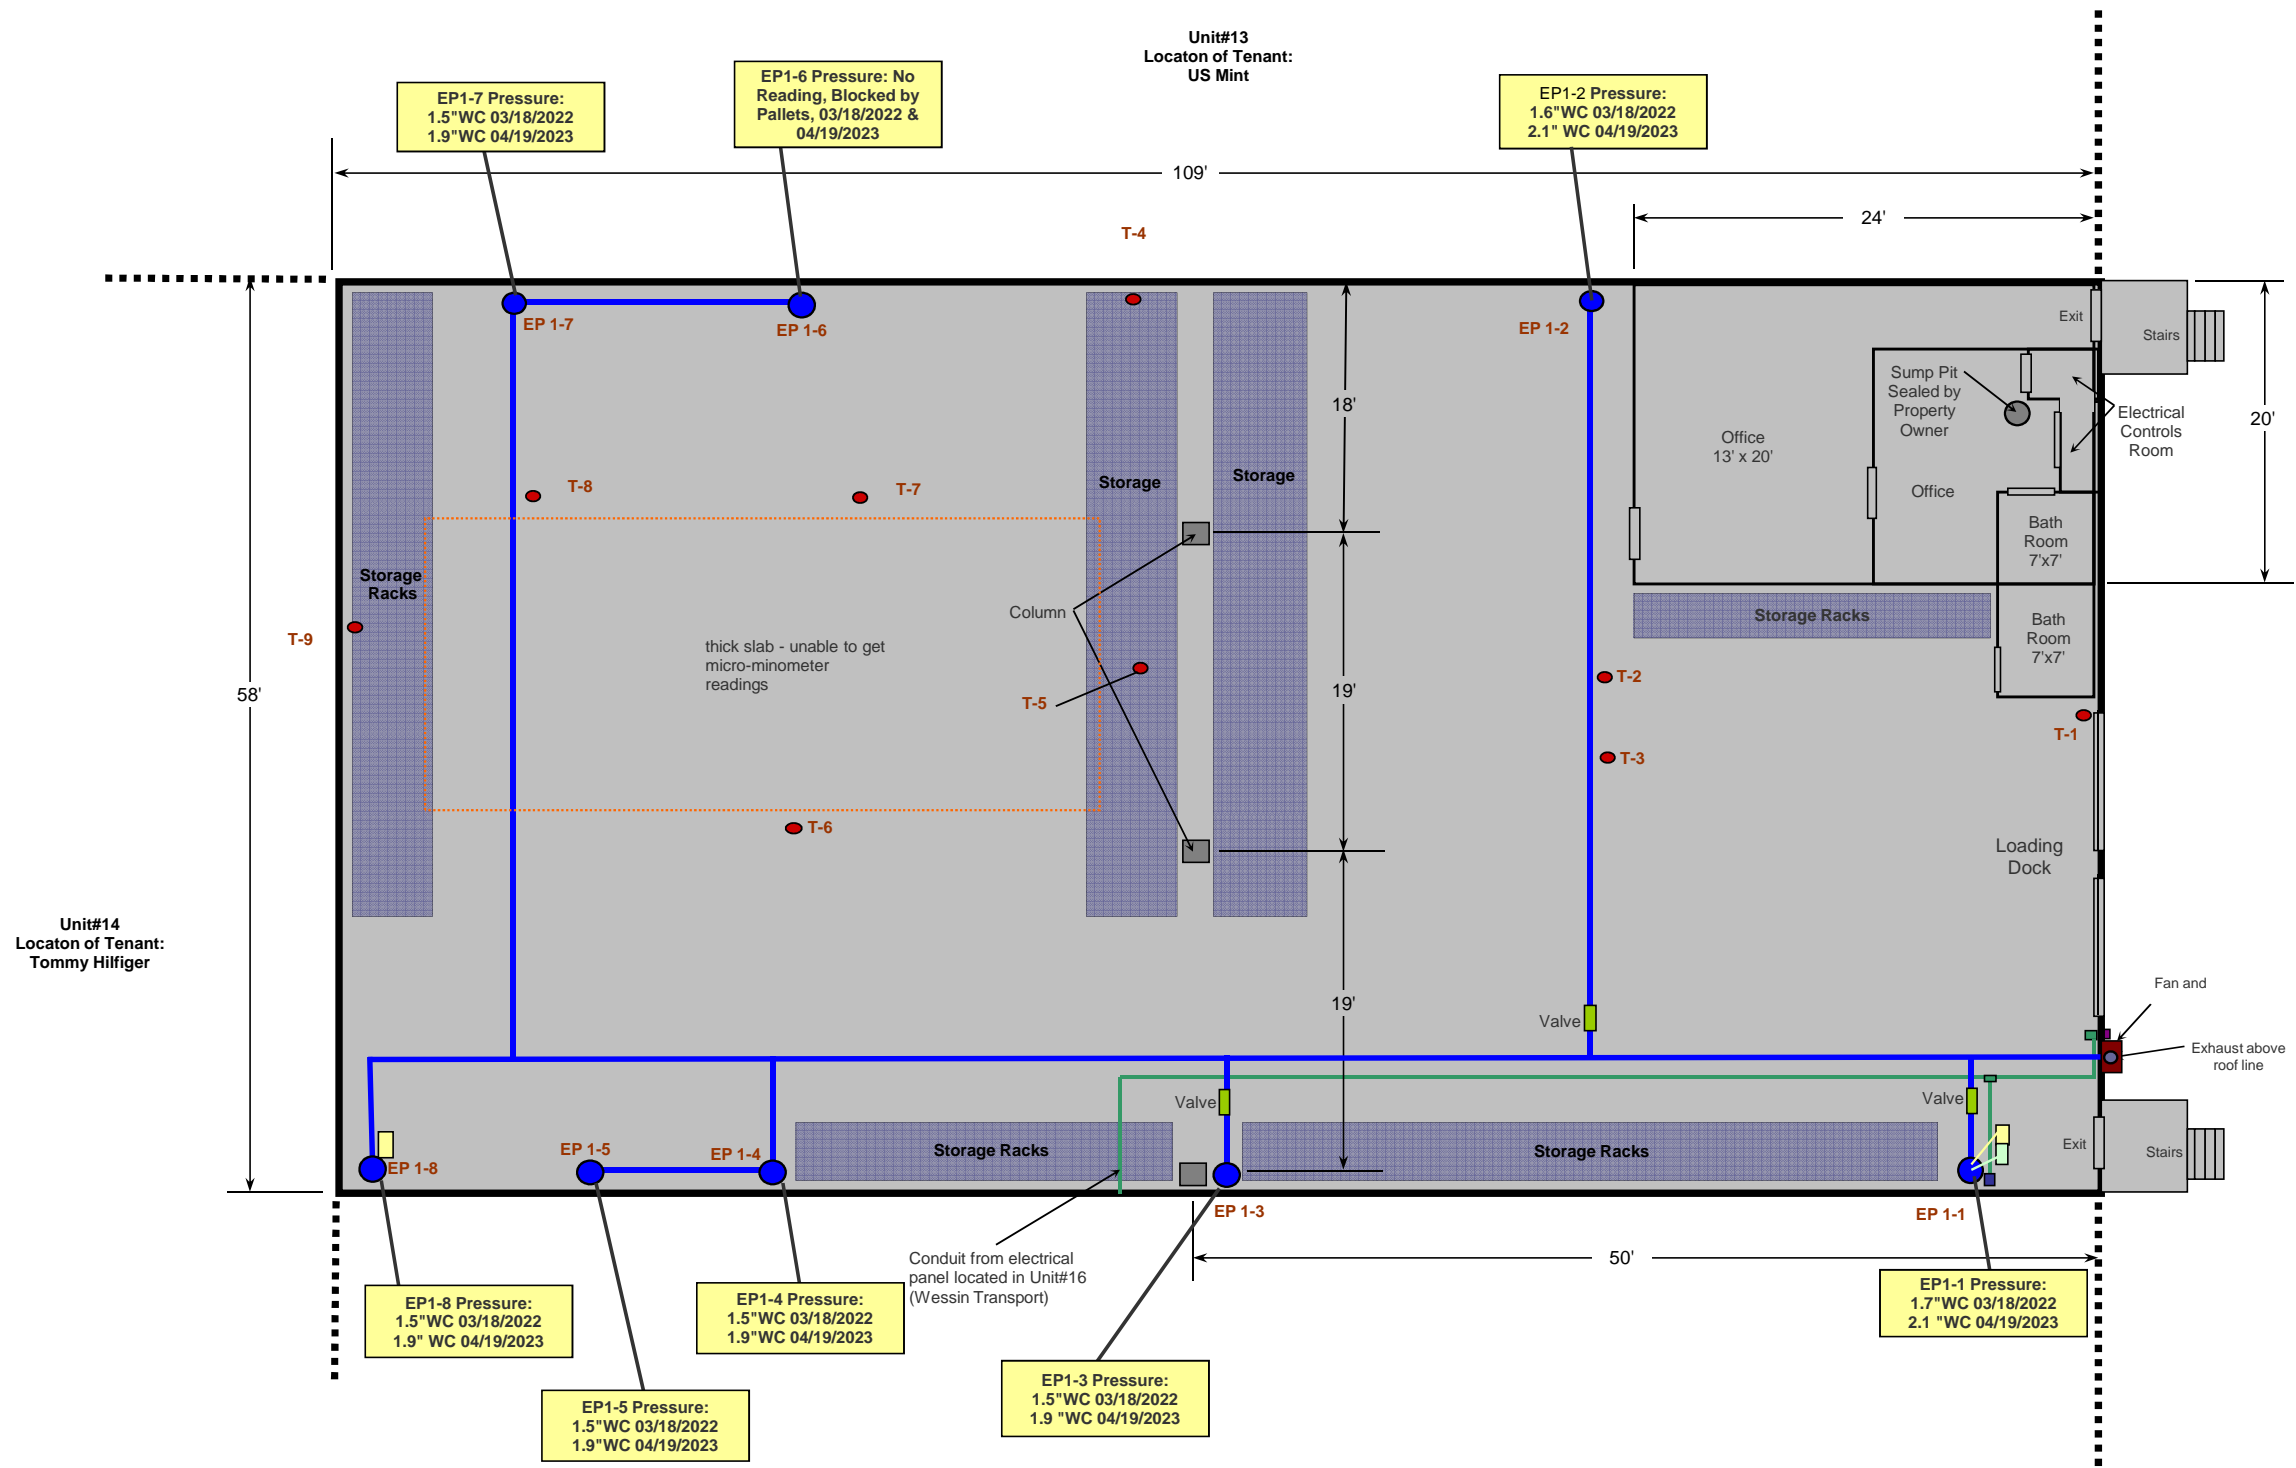 Unit#13
Locaton of Tenant:
US Mint
EP1-7 Pressure:
1.5"WC 03/18/2022
1.9"WC 04/19/2023
EP1-6 Pressure: No
Reading, Blocked by
Pallets, 03/18/2022 &
04/19/2023
EP1-2 Pressure:
1.6"WC 03/18/2022
2.1" WC 04/19/2023
109'
24'
T-4
EP 1-7
EP 1-6
EP 1-2
Exit
Stairs
18'
Sump Pit
Sealed by
Property
Owner
Electrical
Controls
Room
20'
Office
13' x 20'
T-8
T-7
Storage
Storage
Office
Bath
Room
7'x7'
Storage
Racks
Column
Storage Racks
Bath
Room
7'x7'
T-9
thick slab - unable to get
micro-minometer
readings
58'
19'
T-5
T-2
T-1
T-3
T-6
Loading
Dock
Unit#14
Locaton of Tenant:
Tommy Hilfiger
19'
Valve
Fan and
Exhaust above
roof line
Valve
Valve
EP 1-8
EP 1-5
EP 1-4
Storage Racks
Storage Racks
Exit
Stairs
EP 1-3
EP 1-1
Conduit from electrical
panel located in Unit#16
(Wessin Transport)
50'
EP1-8 Pressure:
1.5"WC 03/18/2022
1.9" WC 04/19/2023
EP1-4 Pressure:
1.5"WC 03/18/2022
1.9"WC 04/19/2023
EP1-1 Pressure:
1.7"WC 03/18/2022
2.1 "WC 04/19/2023
EP1-5 Pressure:
1.5"WC 03/18/2022
1.9"WC 04/19/2023
EP1-3 Pressure:
1.5"WC 03/18/2022
1.9 "WC 04/19/2023